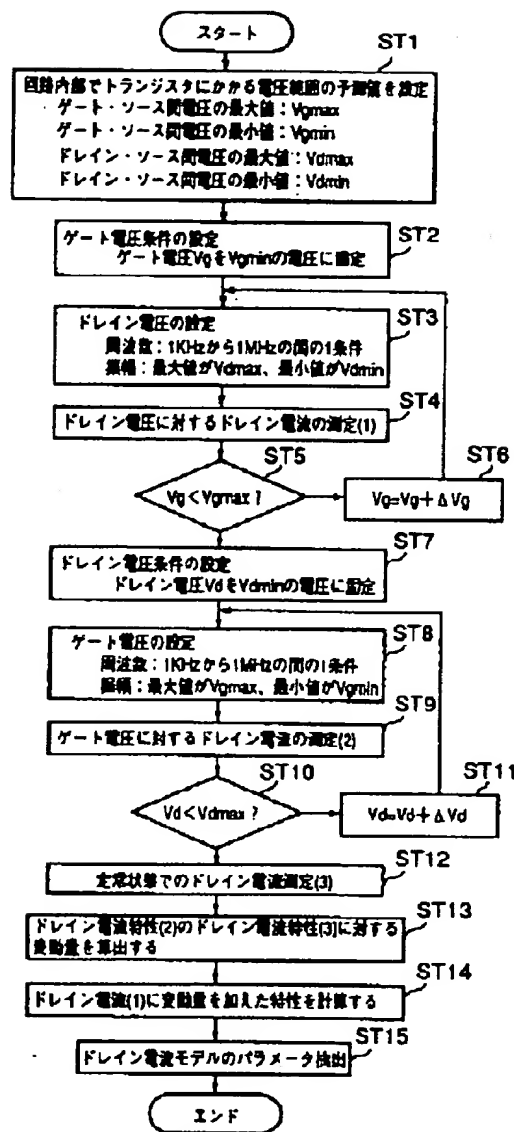 スタート
ST1
回路内部でトランジスタにかかる電圧範囲の予測値を設定
ゲート・ソース間電圧の最大値：Vgmax
ゲート・ソース間電圧の最小値：Vgmin
ドレイン・ソース間電圧の最大値：Vdmax
ドレイン・ソース間電圧の最小値：Vdmin
ST2
ゲート電圧条件の設定
ゲート電圧VgをVgminの電圧に固定
ST3
ドレイン電圧の設定
周波数：1KHzから1MHzの間の1条件
振幅：最大値がVdmax、最小値がVdmin
ST4
ドレイン電圧に対するドレイン電流の測定(1)
ST5
Vg<Vgmax?
ST6
Vg=Vg+ΔVg
ST7
ドレイン電圧条件の設定
ドレイン電圧VdをVdminの電圧に固定
ST8
ゲート電圧の設定
周波数：1KHzから1MHzの間の1条件
振幅：最大値がVgmax、最小値がVgmin
ST9
ゲート電圧に対するドレイン電流の測定(2)
ST10
Vd<Vdmax?
ST11
Vd=Vd+ΔVd
ST12
定常状態でのドレイン電流測定(3)
ST13
ドレイン電流特性(2)のドレイン電流特性(3)に対する
変動量を算出する
ST14
ドレイン電流(1)に変動量を加えた特性を計算する
ST15
ドレイン電流モデルのパラメータ抽出
エンド